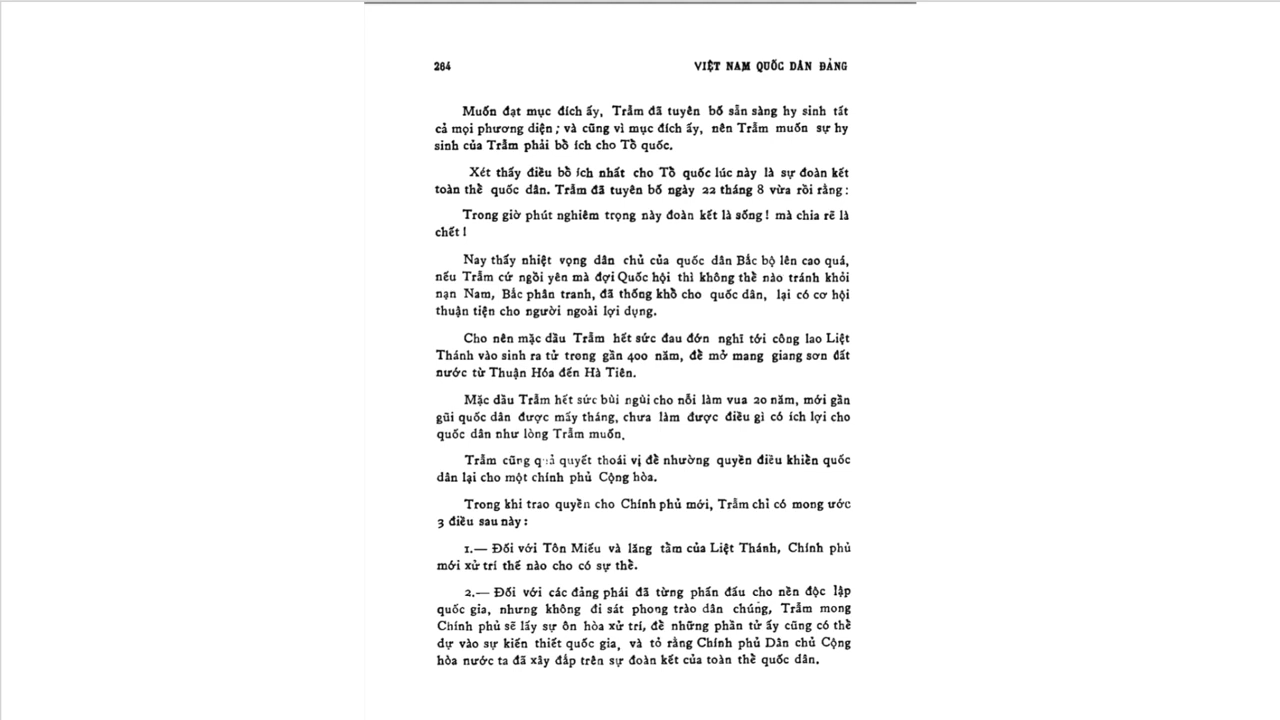 264
VIỆT NAM QUỐC DÂN ĐẢNG
Muốn đạt mục đích ấy, Trẫm đã tuyên bố sẵn sàng hy sinh tất
cả mọi phương diện ; và cũng vì mục đích ấy, nên Trẫm muốn sự hy
sinh của Trẫm phải bổ ích cho Tổ quốc.
Xét thấy điều bổ ích nhất cho Tổ quốc lúc này là sự đoàn kết
toàn thể quốc dân. Trẫm đã tuyên bố ngày 22 tháng 8 vừa rồi rằng :
Trong giờ phút nghiêm trọng này đoàn kết là sống ! mà chia rẽ là
chết !
Nay thấy nhiệt vọng dân chủ của quốc dân Bắc bộ lên cao quá,
nếu Trẫm cứ ngồi yên mà đợi Quốc hội thì không thể nào tránh khỏi
nạn Nam, Bắc phân tranh, đã thống khổ cho quốc dân, lại có cơ hội
thuận tiện cho người ngoài lợi dụng.
Cho nên mặc dầu Trẫm hết sức đau đớn nghĩ tới công lao Liệt
Thánh vào sinh ra tử trong gần 400 năm, để mở mang giang sơn đất
nước từ Thuận Hóa đến Hà Tiên.
Mặc dầu Trẫm hết sức bùi ngùi cho nỗi làm vua 20 năm, mới gần
gũi quốc dân được mấy tháng, chưa làm được điều gì có ích lợi cho
quốc dân như lòng Trẫm muốn.
Trẫm cũng quả quyết thoái vị để nhường quyền điều khiển quốc
dân lại cho một chính phủ Cộng hòa.
Trong khi trao quyền cho Chính phủ mới, Trẫm chỉ có mong ước
3 điều sau này :
1.— Đối với Tôn Miếu và lăng tẩm của Liệt Thánh, Chính phủ
mới xử trí thế nào cho có sự thể.
2.— Đối với các đảng phái đã từng phấn đấu cho nền độc lập
quốc gia, nhưng không đi sát phong trào dân chúng, Trẫm mong
Chính phủ sẽ lấy sự ôn hòa xử trí, để những phần tử ấy cũng có thể
dự vào sự kiến thiết quốc gia, và tỏ rằng Chính phủ Dân chủ Cộng
hòa nước ta đã xây đắp trên sự đoàn kết của toàn thể quốc dân.